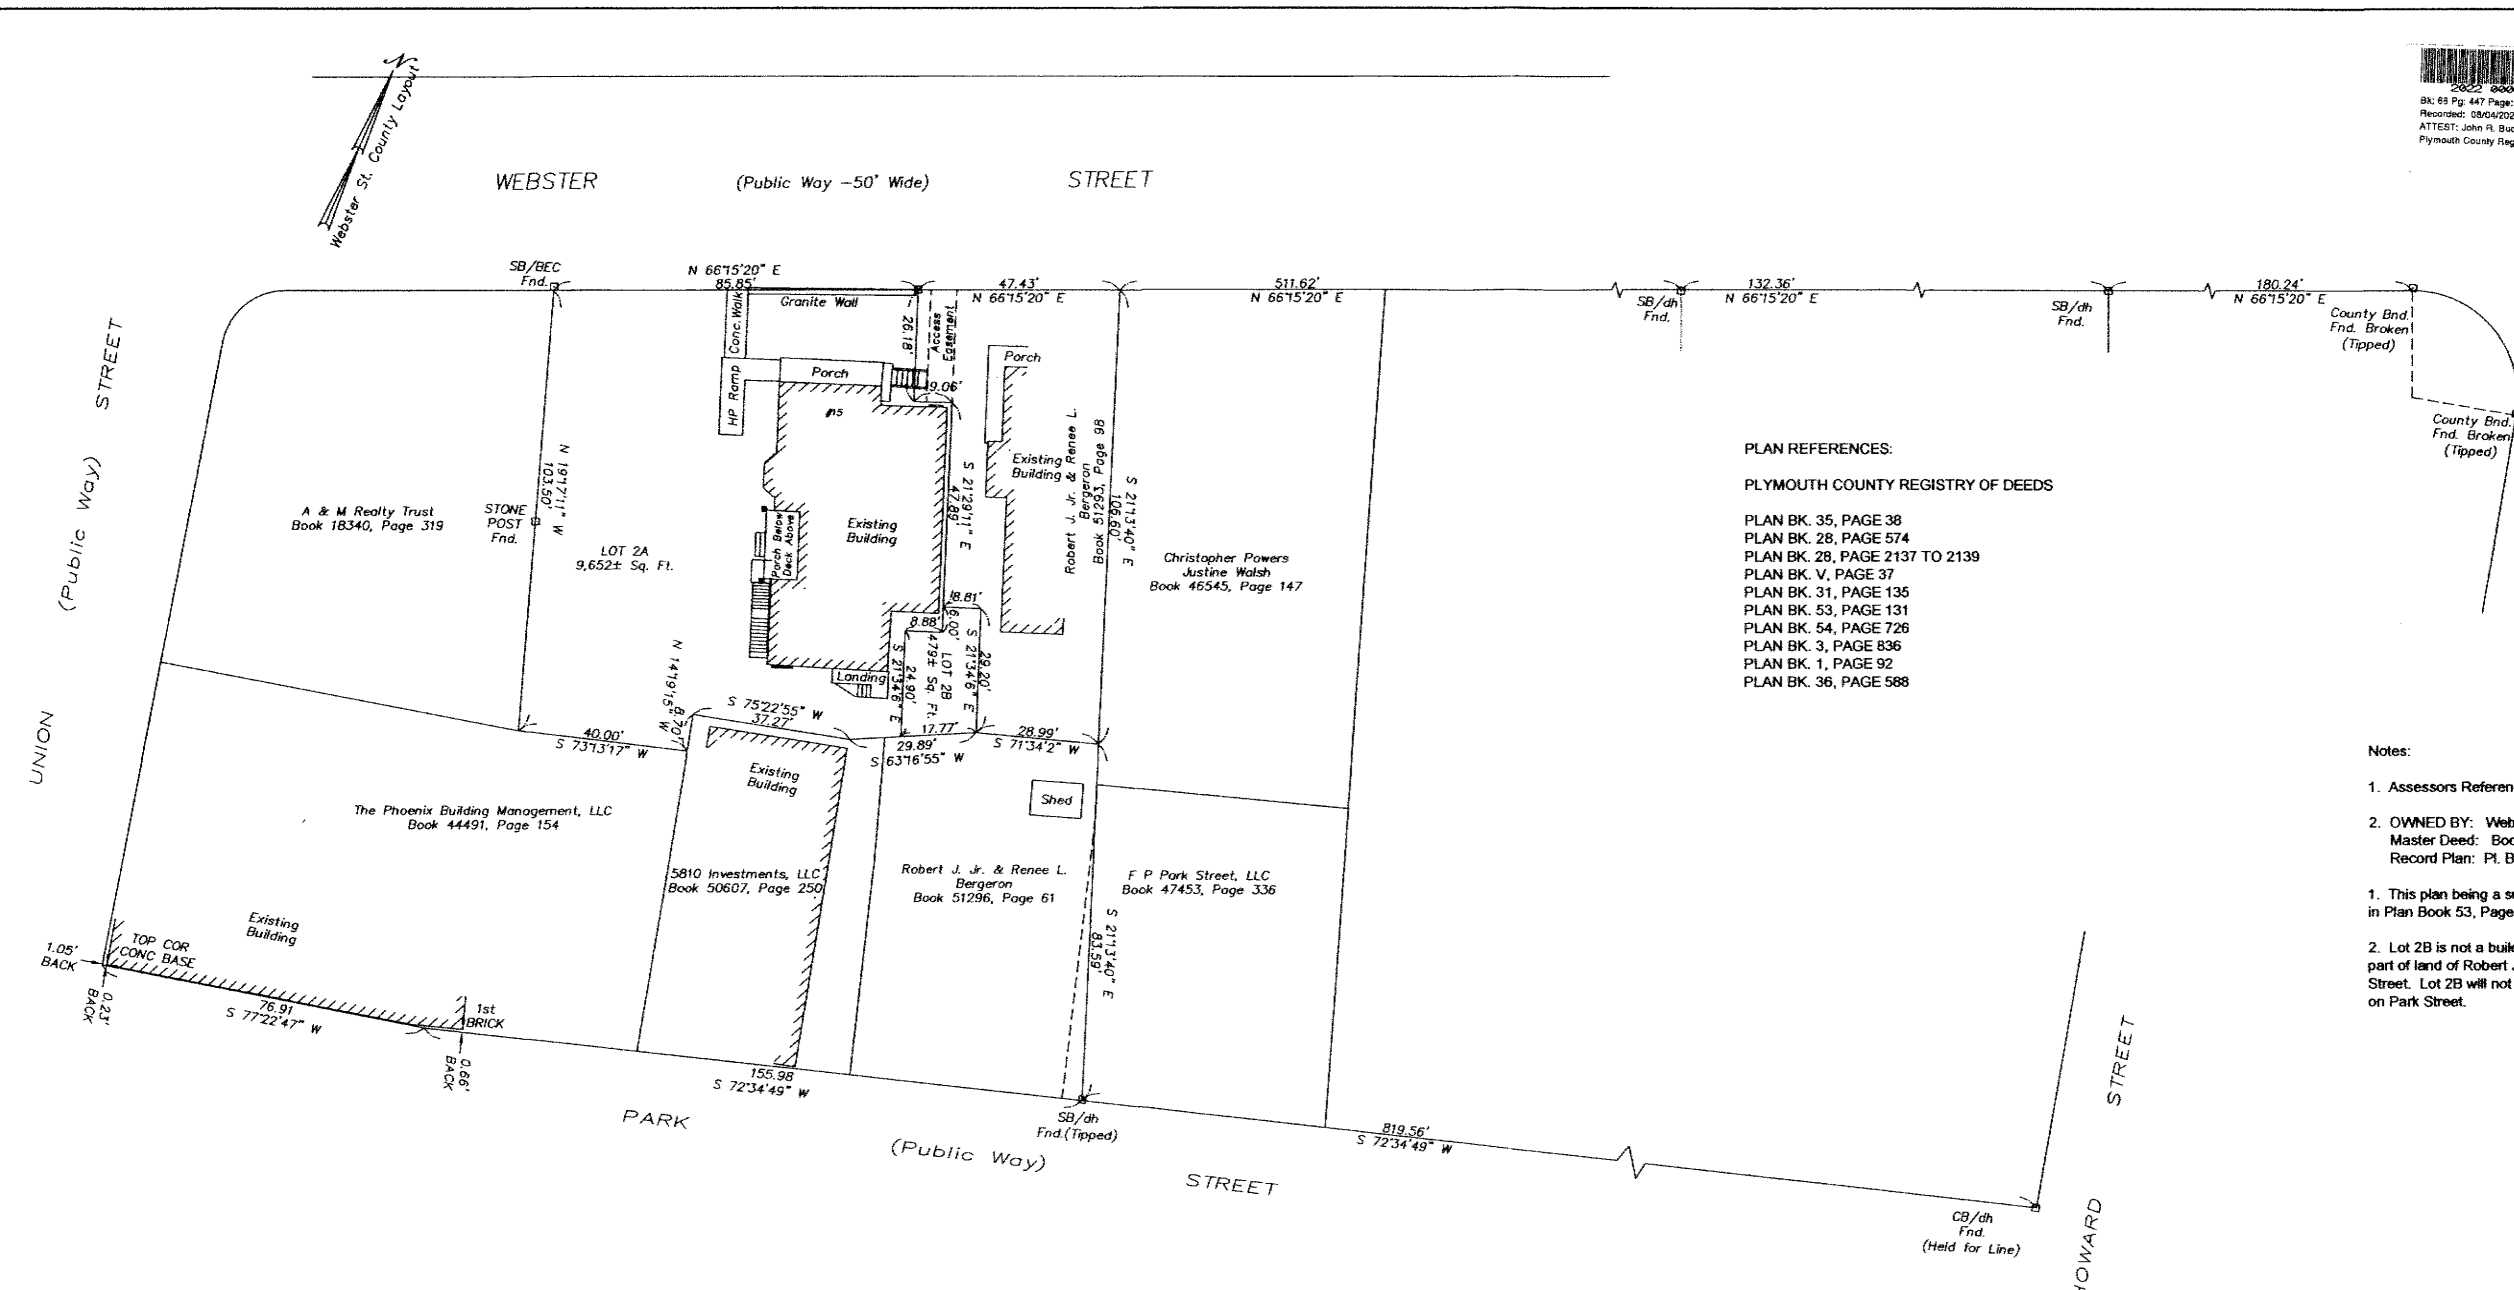 N
Webster St. County Layout
2022
Bk: 68 Pg: 447 Page:
Recorded: 08/04/202
ATTEST: John R. Buc
Plymouth County Reg
WEBSTER (Public Way -50' Wide) STREET
SB/BEC
Fnd.
N 66°15'20" E
85.85'
Granite Wall
47.43'
N 66°15'20" E
511.62'
N 66°15'20" E
SB/dh
Fnd.
132.36'
N 66°15'20" E
SB/dh
Fnd.
180.24'
N 66°15'20" E
County Bnd.
Fnd. Broken
(Tipped)
County Bnd.
Fnd. Broken
(Tipped)
Conc. Walk
HP Ramp
Porch
26.18'
Access
Easement
9.06'
Porch
#15
UNION (Public Way) STREET
A & M Realty Trust
Book 18340, Page 319
STONE
POST
Fnd.
N 19°17'11" W
103.50'
LOT 2A
9,652± Sq. Ft.
Porch Below
Deck Above
Existing
Building
S 21°29'11" E
47.89'
Existing
Building
Robert J. Jr. & Renee L.
Bergeron
Book 51293, Page 98
S 21°13'40" E
106.60'
Christopher Powers
Justine Walsh
Book 46545, Page 147
8.81'
8.88'
6.00'
LOT 2B
479± Sq. Ft.
S 21°34'6" E
29.20'
S 21°34'6" E
24.90'
Landing
N 14°19'15" W
8.70'
S 75°22'55" W
37.27'
40.00'
S 73°13'17" W
17.77'
29.89'
S 63°16'55" W
28.99'
S 71°34'2" W
Existing
Building
Shed
The Phoenix Building Management, LLC
Book 44491, Page 154
5810 Investments, LLC
Book 50607, Page 250
Robert J. Jr. & Renee L.
Bergeron
Book 51296, Page 61
F P Park Street, LLC
Book 47453, Page 336
S 21°13'40" E
83.59'
Existing
Building
TOP COR
CONC BASE
1.05'
BACK
0.23'
BACK
76.91
S 77°22'47" W
1st
BRICK
0.66'
BACK
155.98
S 72°34'49" W
SB/dh
Fnd.(Tipped)
819.56'
S 72°34'49" W
PARK (Public Way) STREET
CB/dh
Fnd.
(Held for Line)
HOWARD STREET
PLAN REFERENCES:
PLYMOUTH COUNTY REGISTRY OF DEEDS
PLAN BK. 35, PAGE 38
PLAN BK. 28, PAGE 574
PLAN BK. 28, PAGE 2137 TO 2139
PLAN BK. V, PAGE 37
PLAN BK. 31, PAGE 135
PLAN BK. 53, PAGE 131
PLAN BK. 54, PAGE 726
PLAN BK. 3, PAGE 836
PLAN BK. 1, PAGE 92
PLAN BK. 36, PAGE 588
Notes:
1. Assessors Referen
2. OWNED BY: Web
Master Deed: Boo
Record Plan: Pl. B
1. This plan being a su
in Plan Book 53, Page
2. Lot 2B is not a build
part of land of Robert J
Street. Lot 2B will not
on Park Street.